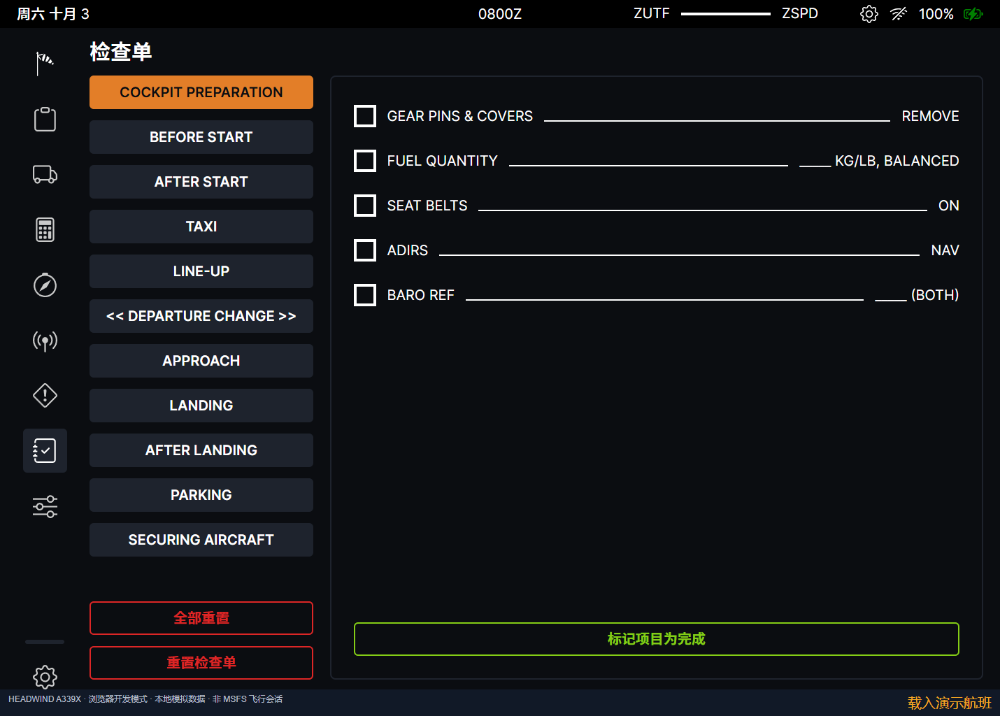 周六 十月 3
0800Z
ZUTF ZSPD
100%
检查单
COCKPIT PREPARATION
BEFORE START
AFTER START
TAXI
LINE-UP
<< DEPARTURE CHANGE >>
APPROACH
LANDING
AFTER LANDING
PARKING
SECURING AIRCRAFT
全部重置
重置检查单
GEAR PINS & COVERS REMOVE
FUEL QUANTITY ____ KG/LB, BALANCED
SEAT BELTS ON
ADIRS NAV
BARO REF ____ (BOTH)
标记项目为完成
HEADWIND A339X · 浏览器开发模式 · 本地模拟数据 · 非 MSFS 飞行会话
载入演示航班